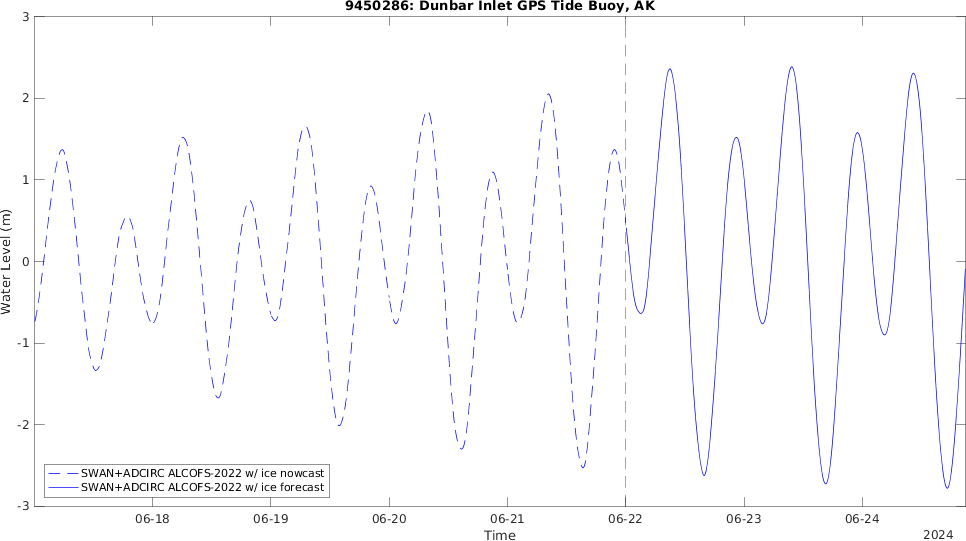 9450286: Dunbar Inlet GPS Tide Buoy, AK
3
2
1
0
-1
-2
-3
Water Level (m)
SWAN+ADCIRC ALCOFS-2022 w/ ice nowcast
SWAN+ADCIRC ALCOFS-2022 w/ ice forecast
06-18 06-19 06-20 06-21 06-22 06-23 06-24
Time
2024